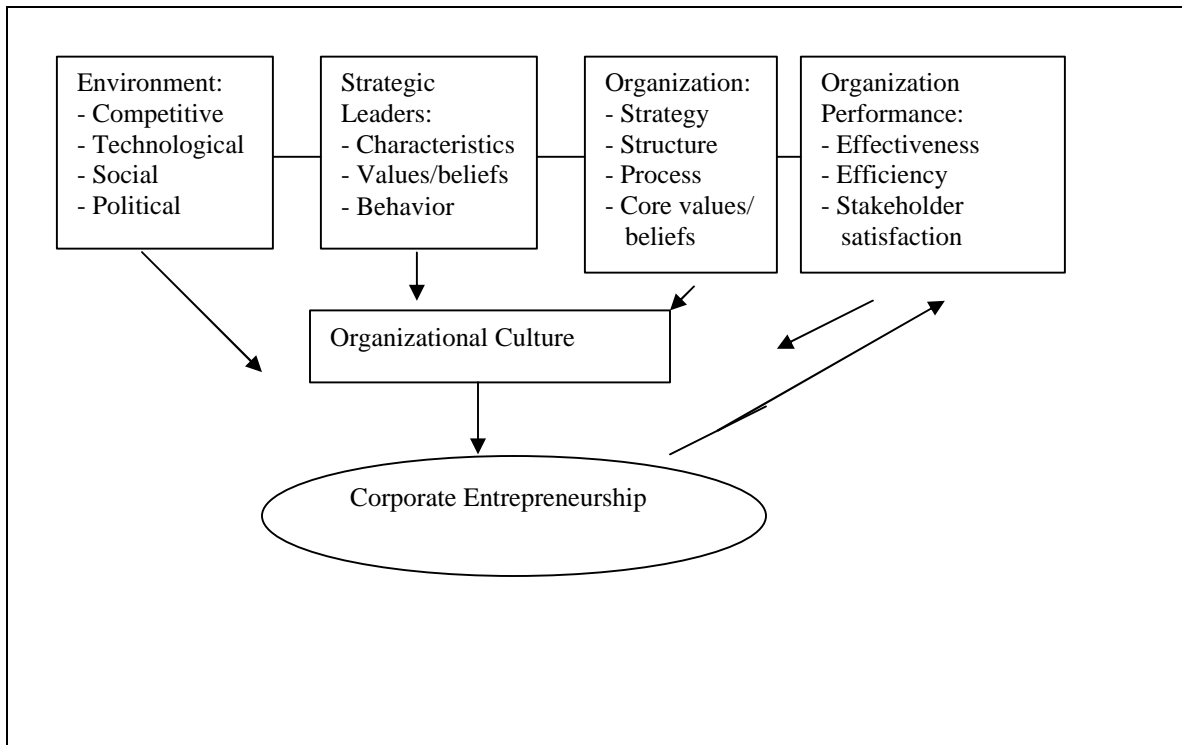 Environment:
- Competitive
- Technological
- Social
- Political
Strategic
Leaders:
- Characteristics
- Values/beliefs
- Behavior
Organization:
- Strategy
- Structure
- Process
- Core values/
beliefs
Organization
Performance:
- Effectiveness
- Efficiency
- Stakeholder
satisfaction
Organizational Culture
Corporate Entrepreneurship